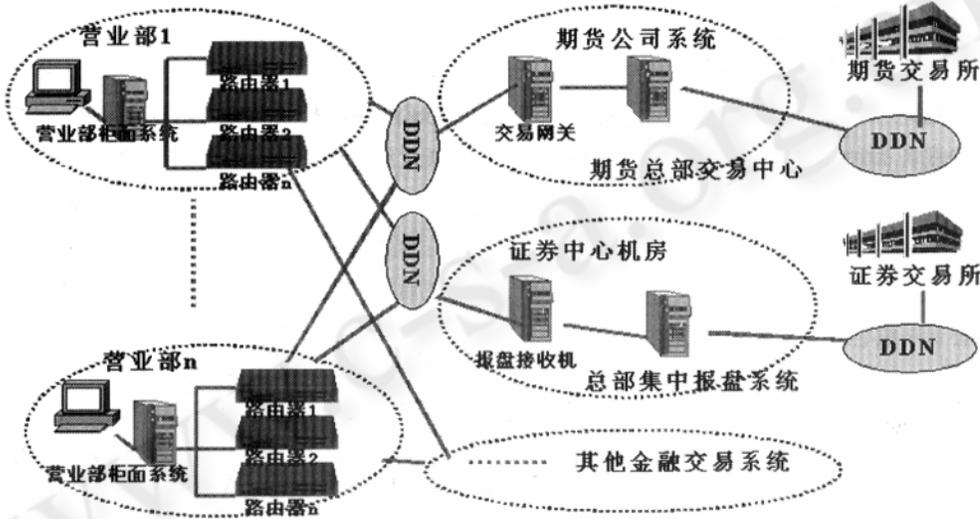 营业部1
路由器1
路由器2
路由器n
营业部柜面系统
DDN
DDN
期货公司系统
交易网关
期货总部交易中心
期货交易所
DDN
证券中心机房
报盘接收机
总部集中报盘系统
证券交易所
DDN
营业部n
路由器1
路由器2
路由器n
营业部柜面系统
其他金融交易系统